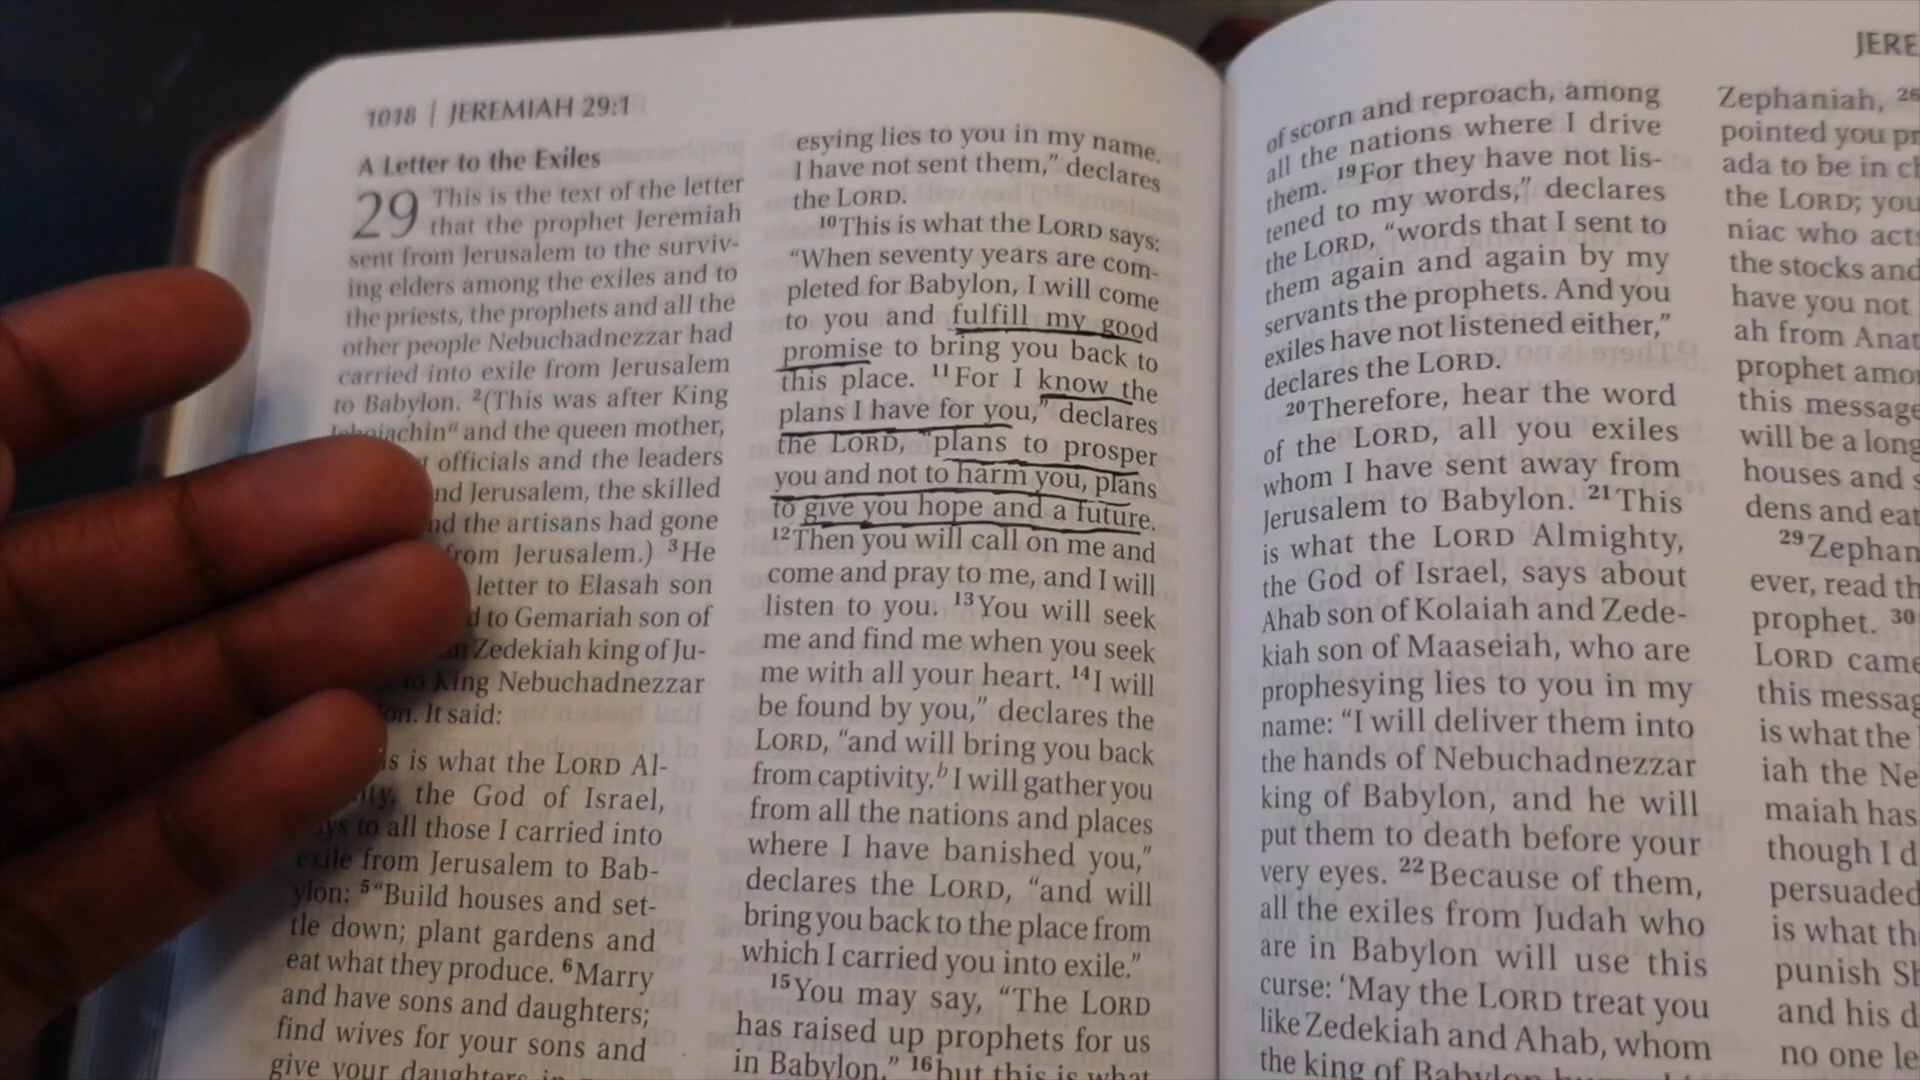 1018 | JEREMIAH 29:1
A Letter to the Exiles
29 This is the text of the letter
that the prophet Jeremiah
sent from Jerusalem to the surviv-
ing elders among the exiles and to
the priests, the prophets and all the
other people Nebuchadnezzar had
carried into exile from Jerusalem
to Babylon. 2(This was after King
a and the queen mother,
officials and the leaders
Jerusalem, the skilled
the artisans had gone
from Jerusalem.) 3He
letter to Elasah son
to Gemariah son of
Zedekiah king of Ju-
to King Nebuchadnezzar
It said:
is what the LORD Al-
the God of Israel,
to all those I carried into
exile from Jerusalem to Bab-
ylon: 5"Build houses and set-
tle down; plant gardens and
eat what they produce. 6Marry
and have sons and daughters;
find wives for your sons and
give your daughters in
esying lies to you in my name.
I have not sent them," declares
the LORD.
10This is what the LORD says:
"When seventy years are com-
pleted for Babylon, I will come
to you and fulfill my good
promise to bring you back to
this place. 11For I know the
plans I have for you," declares
the LORD, "plans to prosper
you and not to harm you, plans
to give you hope and a future.
12Then you will call on me and
come and pray to me, and I will
listen to you. 13You will seek
me and find me when you seek
me with all your heart. 14I will
be found by you," declares the
LORD, "and will bring you back
from captivity.b I will gather you
from all the nations and places
where I have banished you,"
declares the LORD, "and will
bring you back to the place from
which I carried you into exile."
15You may say, "The LORD
has raised up prophets for us
in Babylon," 16but this is what
JERE
of scorn and reproach, among
all the nations where I drive
them. 19For they have not lis-
tened to my words," declares
the LORD, "words that I sent to
them again and again by my
servants the prophets. And you
exiles have not listened either,"
declares the LORD.
20Therefore, hear the word
of the LORD, all you exiles
whom I have sent away from
Jerusalem to Babylon. 21This
is what the LORD Almighty,
the God of Israel, says about
Ahab son of Kolaiah and Zede-
kiah son of Maaseiah, who are
prophesying lies to you in my
name: "I will deliver them into
the hands of Nebuchadnezzar
king of Babylon, and he will
put them to death before your
very eyes. 22Because of them,
all the exiles from Judah who
are in Babylon will use this
curse: 'May the LORD treat you
like Zedekiah and Ahab, whom
the king of Babylon
Zephaniah, 26
pointed you pr
ada to be in ch
the LORD; you
niac who acts
the stocks and
have you not
ah from Anat
prophet amo
this message
will be a long
houses and s
dens and eat
29Zephan
ever, read th
prophet. 30
LORD came
this messag
is what the
iah the Ne
maiah has
though I d
persuaded
is what th
punish Sh
and his d
no one le